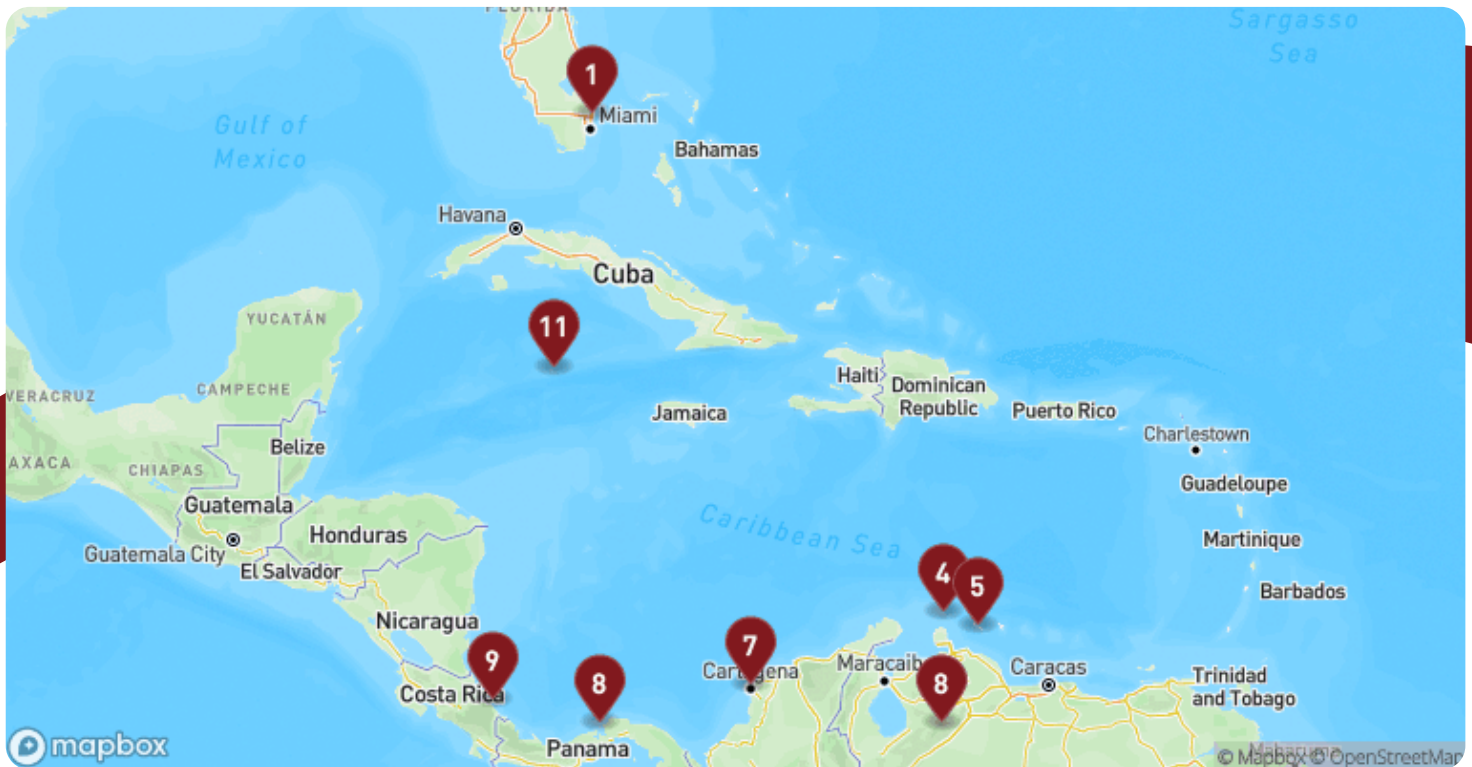 FLORIDA
Sargasso
Sea
1
Miami
Gulf of
Mexico
Bahamas
Havana
Cuba
YUCATÁN
11
Haiti
Dominican
Republic
CAMPECHE
VERACRUZ
Jamaica
Puerto Rico
Charlestown
Belize
AXACA
CHIAPAS
Guadeloupe
Guatemala
Honduras
Caribbean Sea
Martinique
Guatemala City
El Salvador
4
5
Barbados
Nicaragua
7
9
Maracaib
Caracas
Cartagena
Trinidad
and Tobago
8
8
Costa Rica
Panama
mapbox
© Mapbox © OpenStreetMap